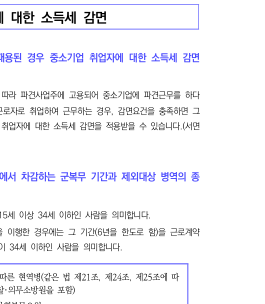 에 대한 소득세 감면
채용된 경우 중소기업 취업자에 대한 소득세 감면
따라 파견사업주에 고용되어 중소기업에 파견근무를 하다
근로자로 취업하여 근무하는 경우, 감면요건을 충족하면 그
취업자에 대한 소득세 감면을 적용받을 수 있습니다.(서면
에서 차감하는 군복무 기간과 제외대상 병역의 종
15세 이상 34세 이하인 사람을 의미합니다.
을 이행한 경우에는 그 기간(6년을 한도로 함)을 근로계약
이 34세 이하인 사람을 의미합니다.
따른 현역병(같은 법 제21조, 제24조, 제25조에 따
찰·의무소방원을 포함)